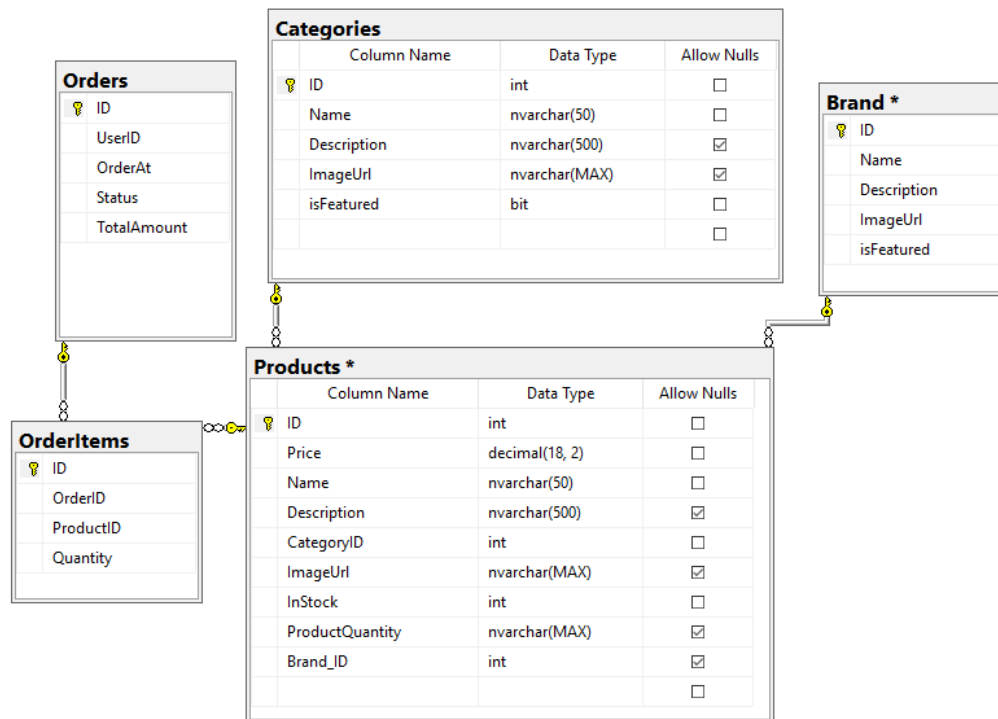 Categories
Column Name Data Type Allow Nulls
ID int
Name nvarchar(50)
Description nvarchar(500)
ImageUrl nvarchar(MAX)
isFeatured bit
Orders
ID
UserID
OrderAt
Status
TotalAmount
Brand *
ID
Name
Description
ImageUrl
isFeatured
Products *
Column Name Data Type Allow Nulls
ID int
Price decimal(18, 2)
Name nvarchar(50)
Description nvarchar(500)
CategoryID int
ImageUrl nvarchar(MAX)
InStock int
ProductQuantity nvarchar(MAX)
Brand_ID int
OrderItems
ID
OrderID
ProductID
Quantity